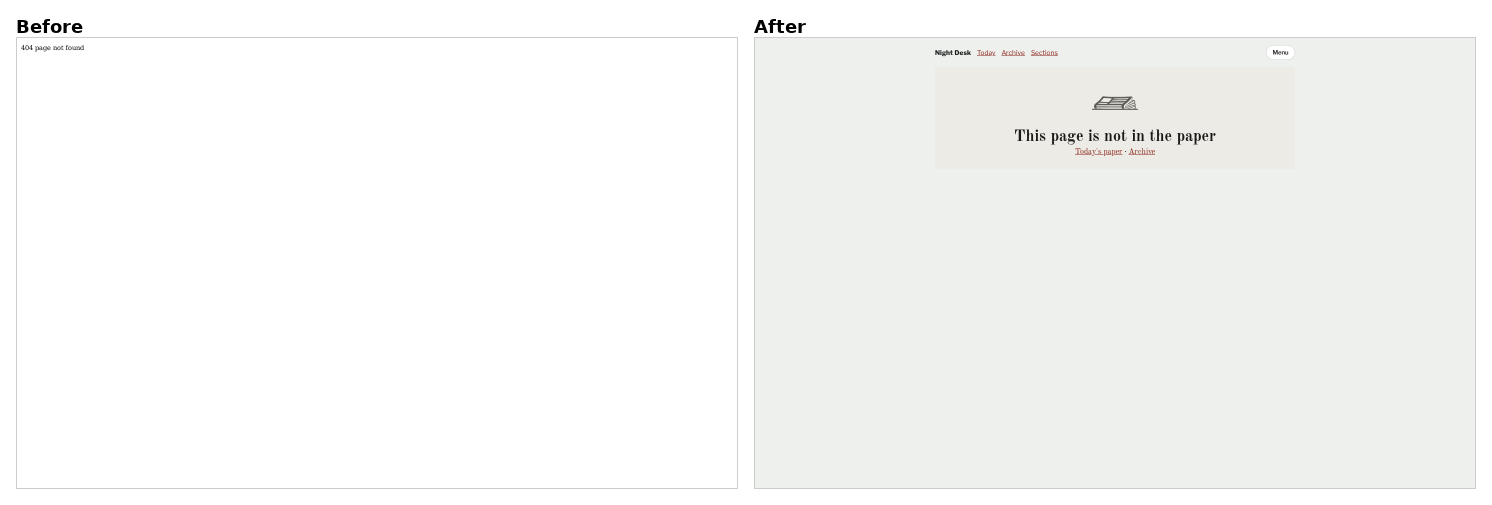 Before
After
404 page not found
Night Desk Today Archive Sections Menu
This page is not in the paper
Today's paper · Archive